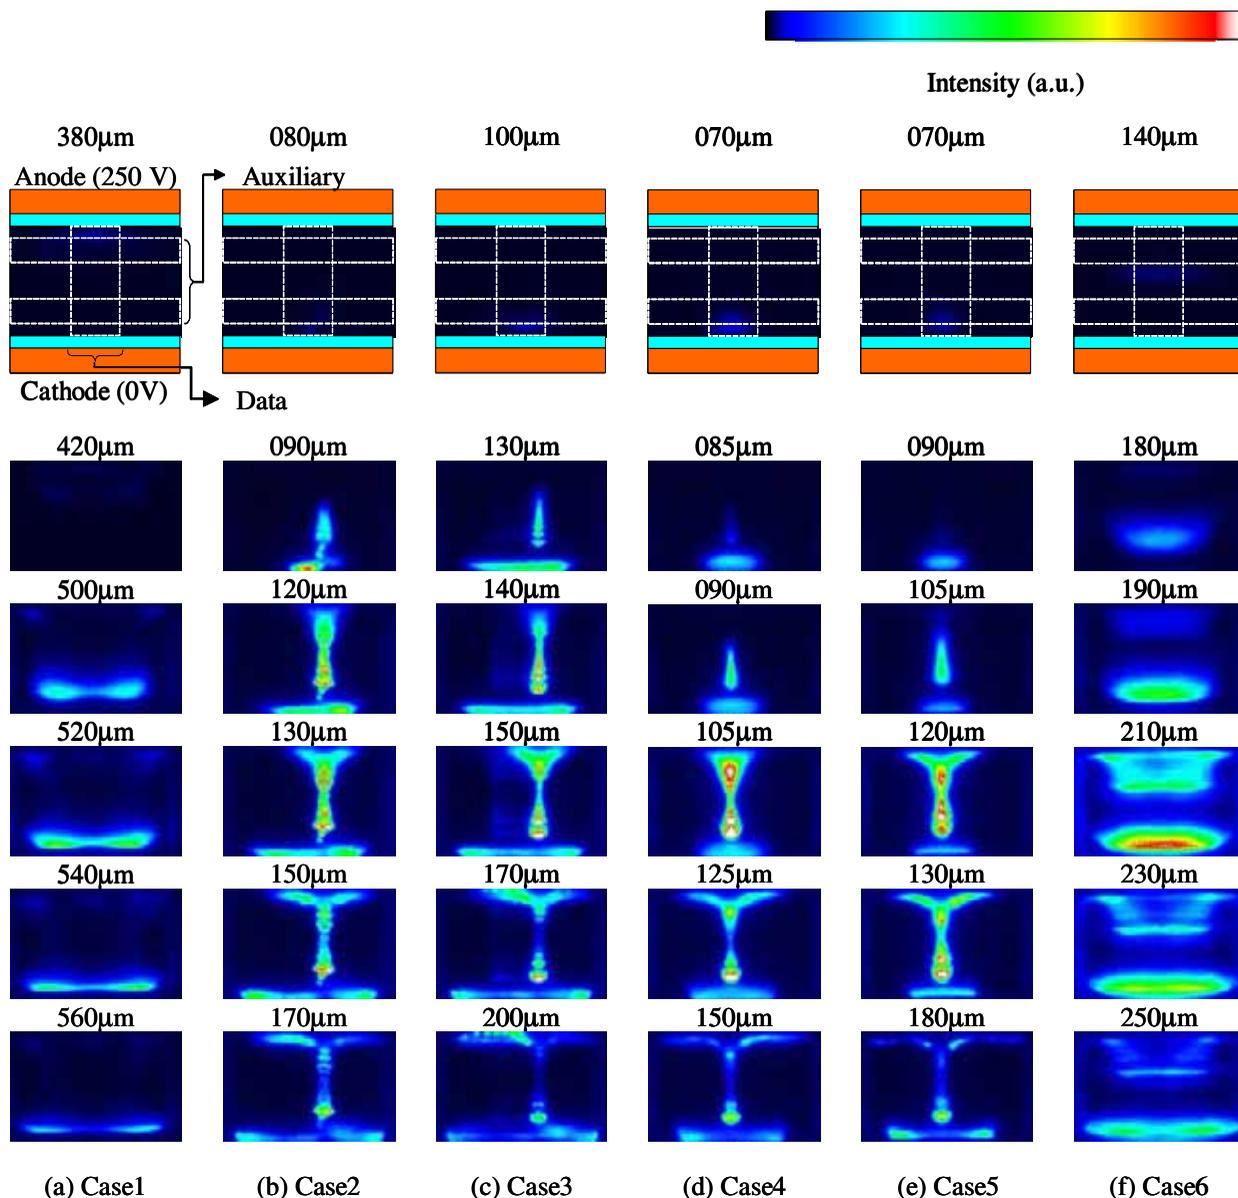 Intensity (a.u.)
380μm 080μm 100μm 070μm 070μm 140μm
Anode (250 V) Auxiliary
Cathode (0V) Data
420μm 090μm 130μm 085μm 090μm 180μm
500μm 120μm 140μm 090μm 105μm 190μm
520μm 130μm 150μm 105μm 120μm 210μm
540μm 150μm 170μm 125μm 130μm 230μm
560μm 170μm 200μm 150μm 180μm 250μm
(a) Case1 (b) Case2 (c) Case3 (d) Case4 (e) Case5 (f) Case6